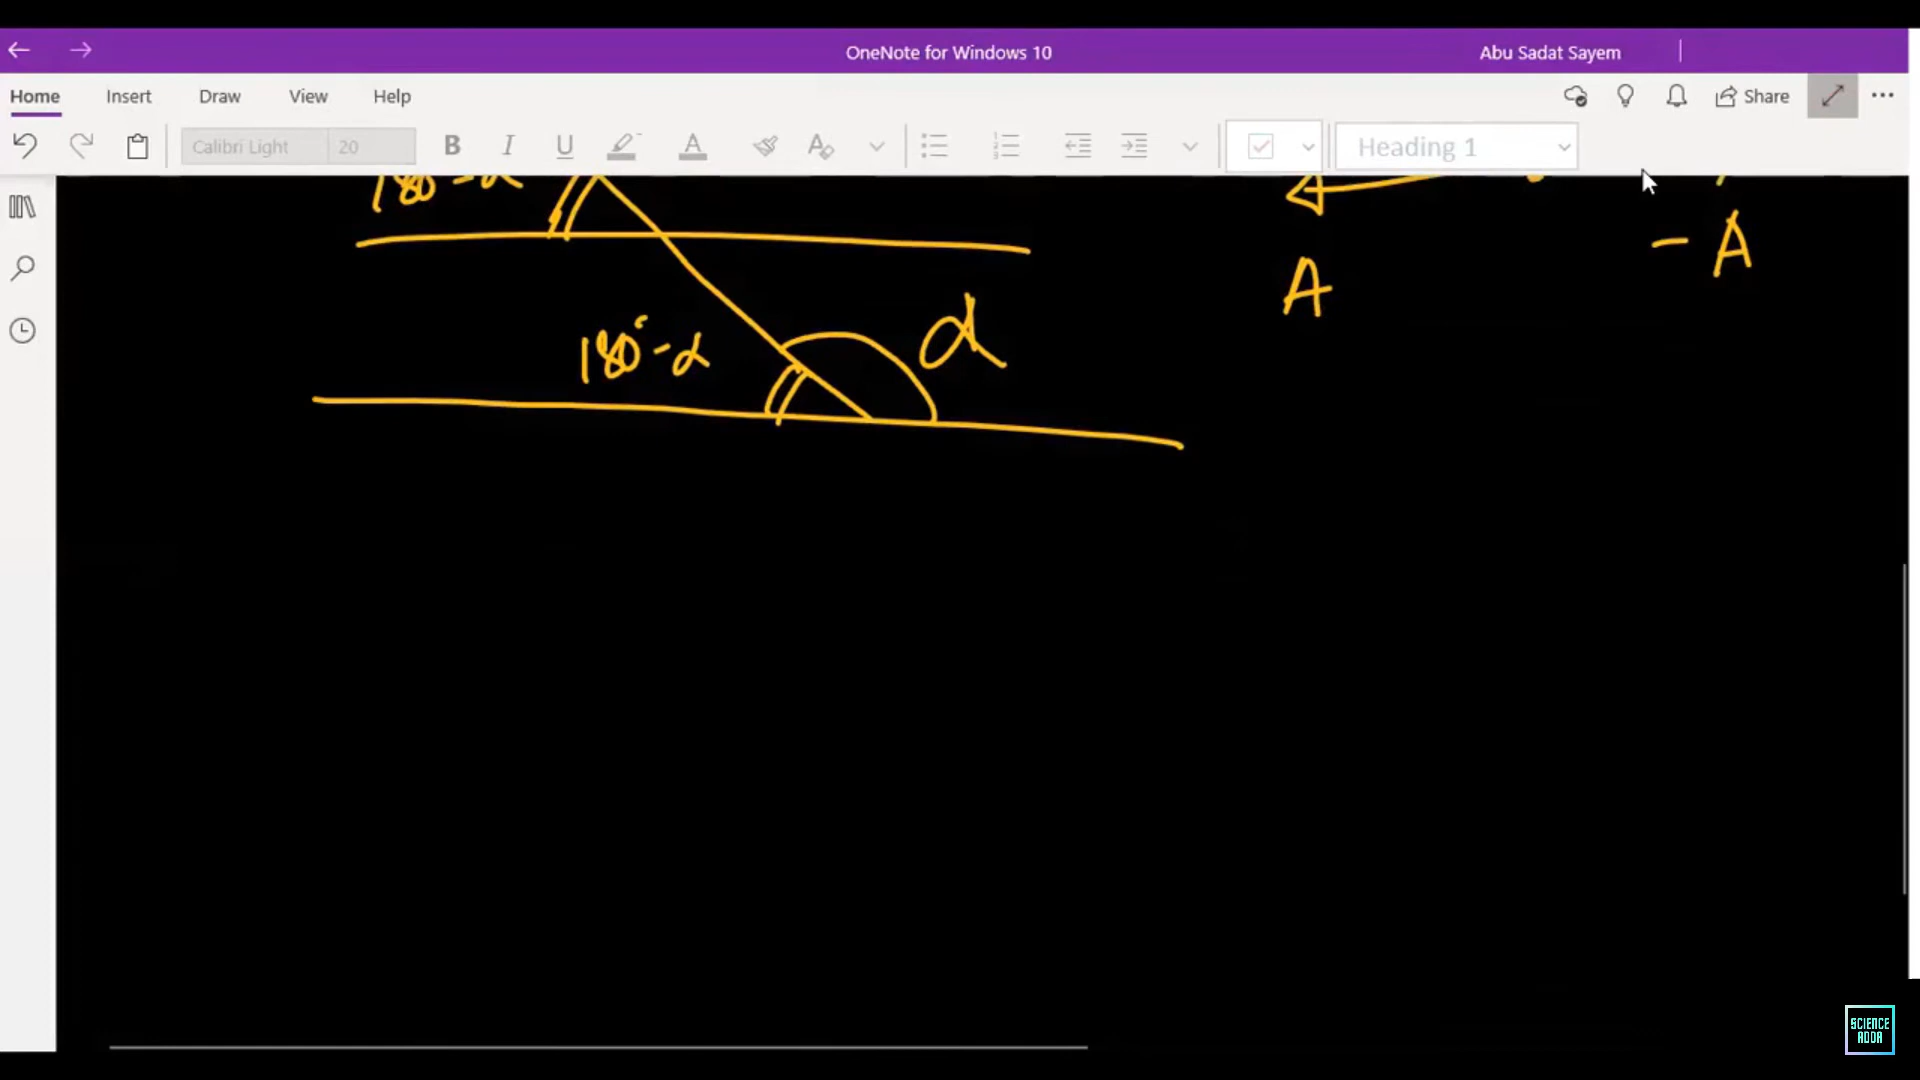 OneNote for Windows 10
Abu Sadat Sayem
Home Insert Draw View Help
Share
Calibri Light 20
B I U A A
Heading 1
180 - α
- A
A
180° - α
α
SCIENCE
ADDA